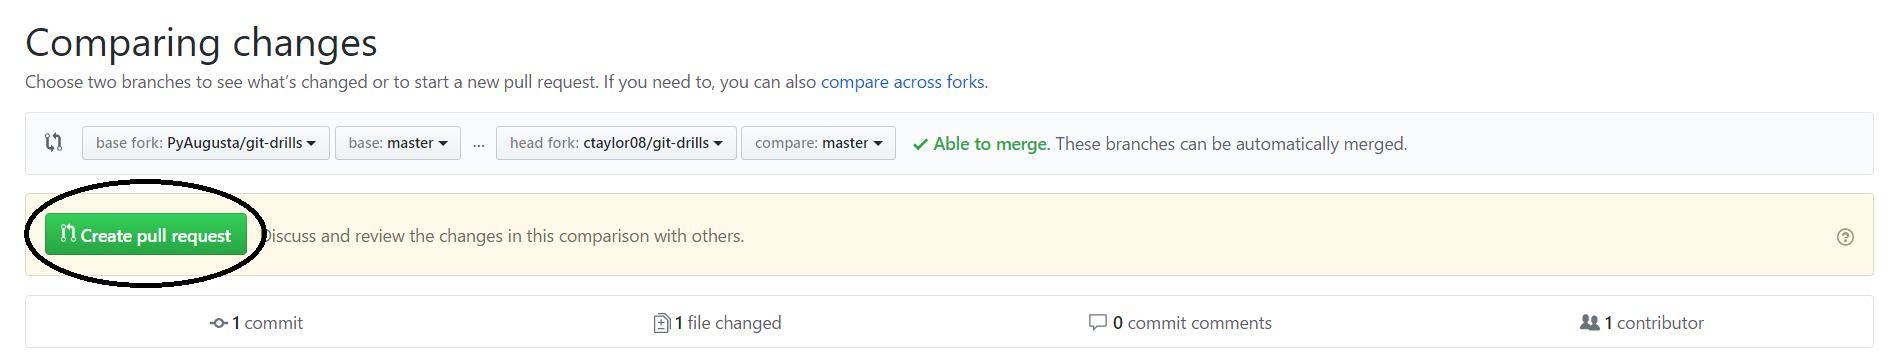 Comparing changes
Choose two branches to see what's changed or to start a new pull request. If you need to, you can also compare across forks.
base fork: PyAugusta/git-drills base: master ... head fork: ctaylor08/git-drills compare: master Able to merge. These branches can be automatically merged.
Create pull request Discuss and review the changes in this comparison with others.
1 commit 1 file changed 0 commit comments 1 contributor